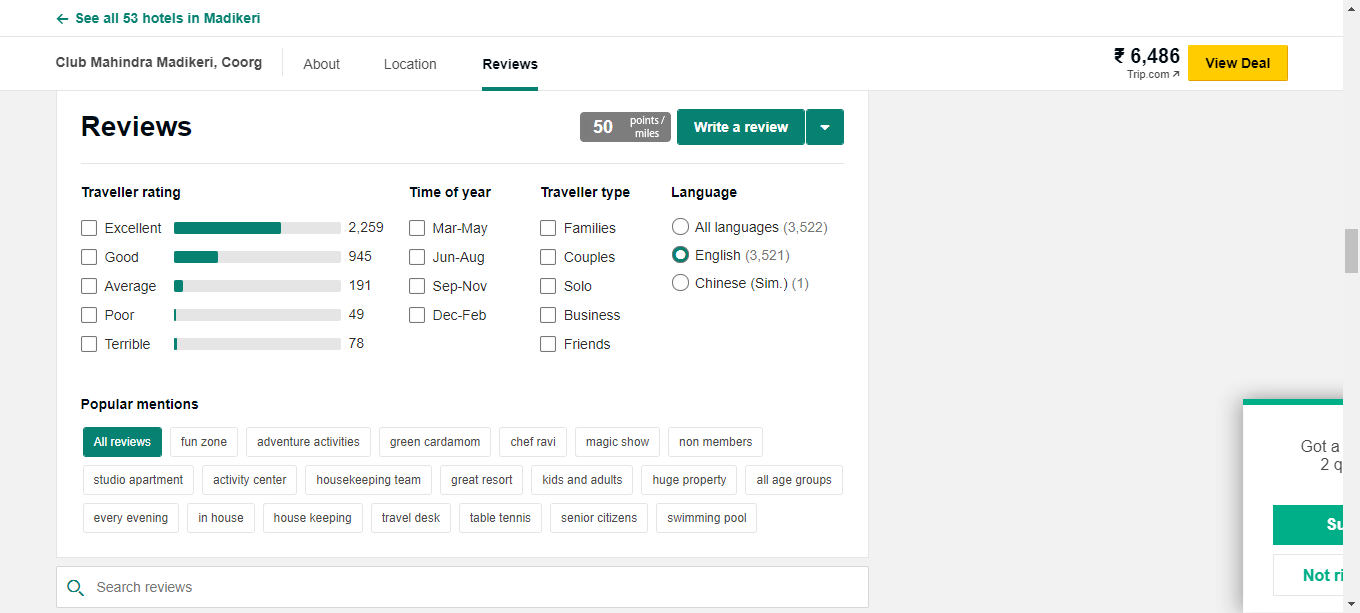 See all 53 hotels in Madikeri
Club Mahindra Madikeri, Coorg
About
Location
Reviews
₹ 6,486
Trip.com
View Deal
Reviews
50 points / miles
Write a review
Traveller rating
Excellent 2,259
Good 945
Average 191
Poor 49
Terrible 78
Time of year
Mar-May
Jun-Aug
Sep-Nov
Dec-Feb
Traveller type
Families
Couples
Solo
Business
Friends
Language
All languages (3,522)
English (3,521)
Chinese (Sim.) (1)
Popular mentions
All reviews fun zone adventure activities green cardamom chef ravi magic show non members
studio apartment activity center housekeeping team great resort kids and adults huge property all age groups
every evening in house house keeping travel desk table tennis senior citizens swimming pool
Search reviews
Got a
2
Not